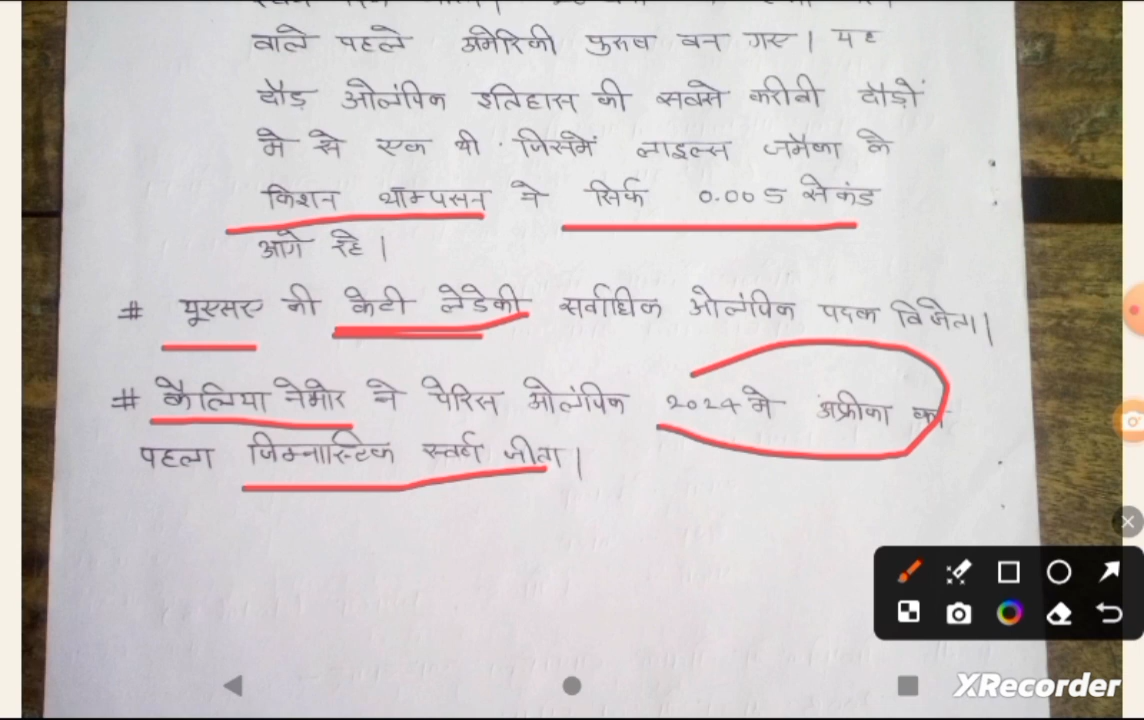 वाले पहले अमेरिकी पुरुष बन गए। यह
दौड़ ओलंपिक इतिहास की सबसे करीबी दौड़ों
मे से एक थी जिसमें लाइल्स जमैका के
किशन थॉम्पसन ने सिर्फ 0.005 सेकंड
आगे रहे।
# यूएसए की केटी लेडेकी सर्वाधिक ओलंपिक पदक विजेता।
# कैलिया नेमोर ने पेरिस ओलंपिक 2024 मे अफ्रीका का
पहला जिम्नास्टिक स्वर्ण जीता।
XRecorder